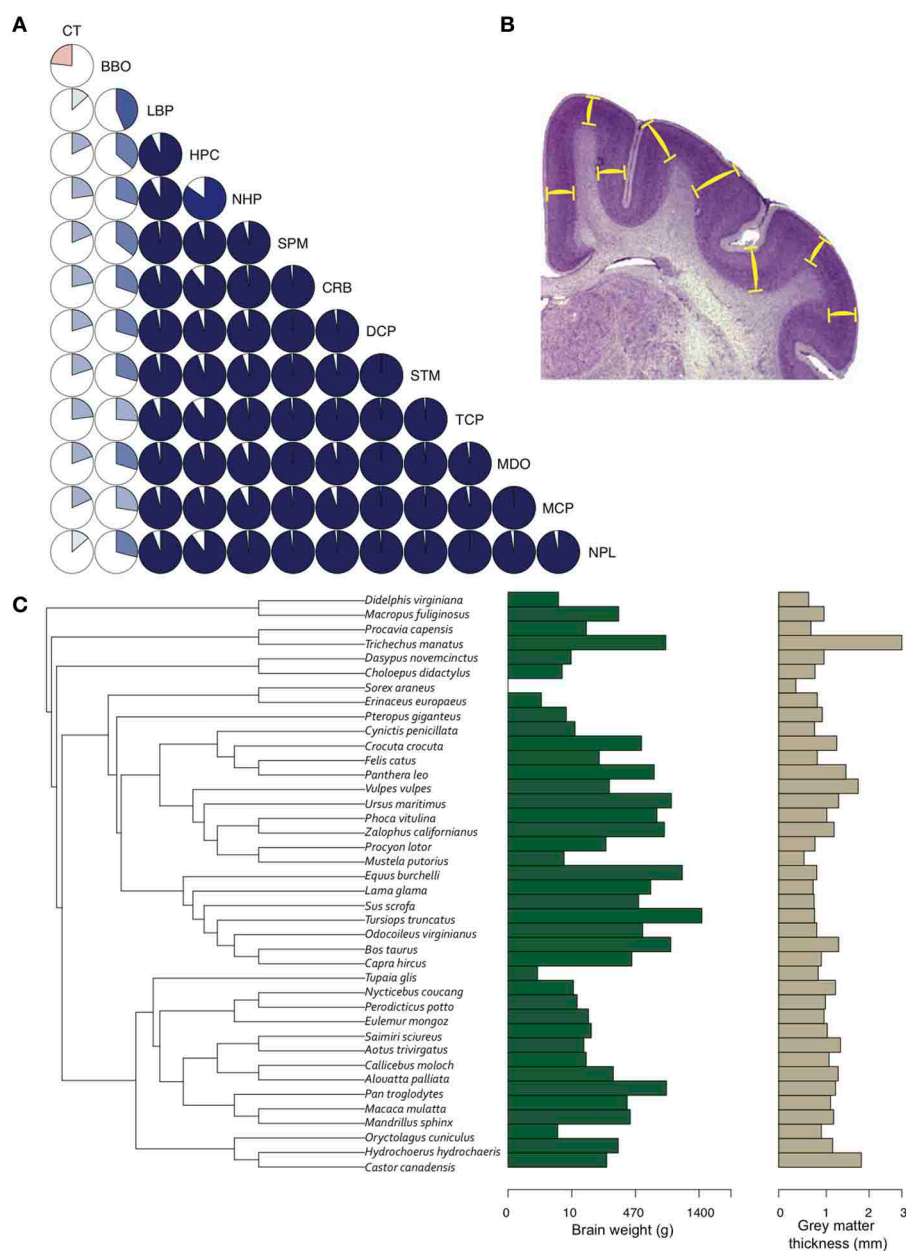 A
B
CT
BBO
LBP
HPC
NHP
SPM
CRB
DCP
STM
TCP
MDO
MCP
NPL
C
Didelphis virginiana
Macropus fuliginosus
Procavia capensis
Trichechus manatus
Dasypus novemcinctus
Choloepus didactylus
Sorex araneus
Erinaceus europaeus
Pteropus giganteus
Cynictis penicillata
Crocuta crocuta
Felis catus
Panthera leo
Vulpes vulpes
Ursus maritimus
Phoca vitulina
Zalophus californianus
Procyon lotor
Mustela putorius
Equus burchelli
Lama glama
Sus scrofa
Tursiops truncatus
Odocoileus virginianus
Bos taurus
Capra hircus
Tupaia glis
Nycticebus coucang
Perodicticus potto
Eulemur mongoz
Saimiri sciureus
Aotus trivirgatus
Callicebus moloch
Alouatta palliata
Pan troglodytes
Macaca mulatta
Mandrillus sphinx
Oryctolagus cuniculus
Hydrochoerus hydrochaeris
Castor canadensis
0 10 470 1400
Brain weight (g)
0 1 2 3
Grey matter
thickness (mm)